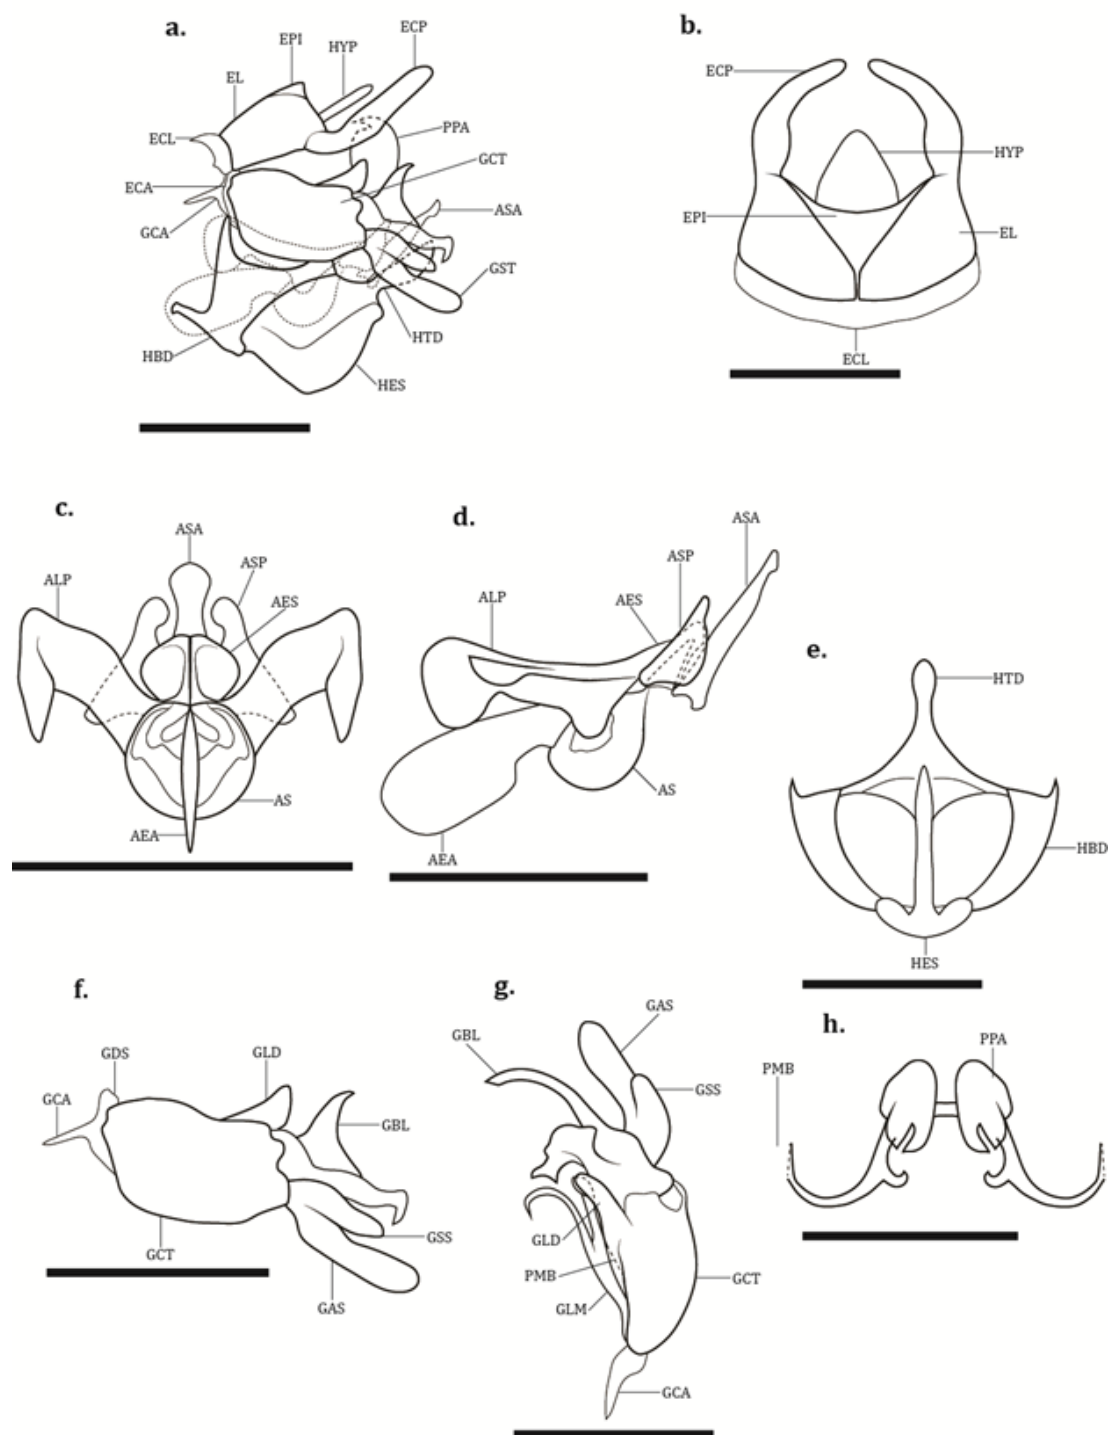 a.
ECP
EPI
HYP
EL
ECL
PPA
GCT
ECA
ASA
GCA
GST
HTD
HBD
HES
b.
ECP
HYP
EPI
EL
ECL
c.
ASA
ASP
ALP
AES
AS
AEA
d.
ASA
ASP
ALP
AES
AS
AEA
e.
HTD
HBD
HES
f.
GDS
GLD
GCA
GBL
GSS
GCT
GAS
g.
GAS
GBL
GSS
GLD
PMB
GCT
GLM
GCA
h.
PPA
PMB